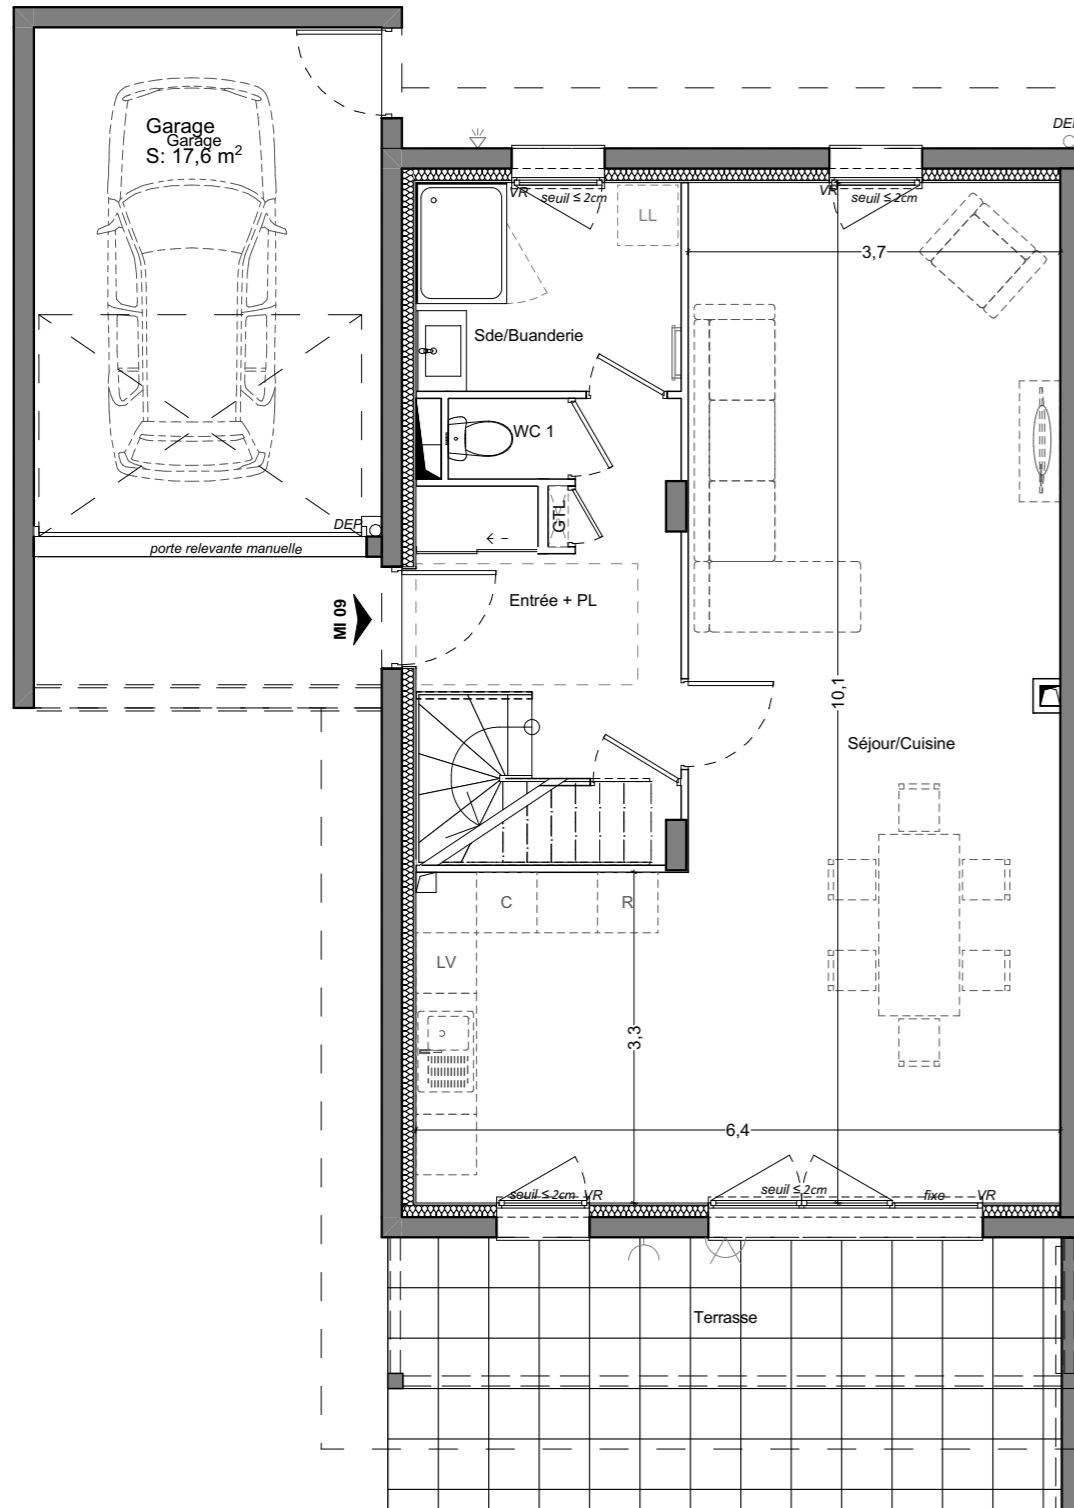 Garage
Garage
S: 17,6 m²
DEP
VR
seuil ≤ 2cm
LL
VR
seuil ≤ 2cm
3,7
Sde/Buanderie
WC 1
GTL
DEP
porte relevante manuelle
MI 09
Entrée + PL
10,1
Séjour/Cuisine
C
R
LV
3,3
6,4
seuil ≤ 2cm
VR
seuil ≤ 2cm
fixe
VR
Terrasse